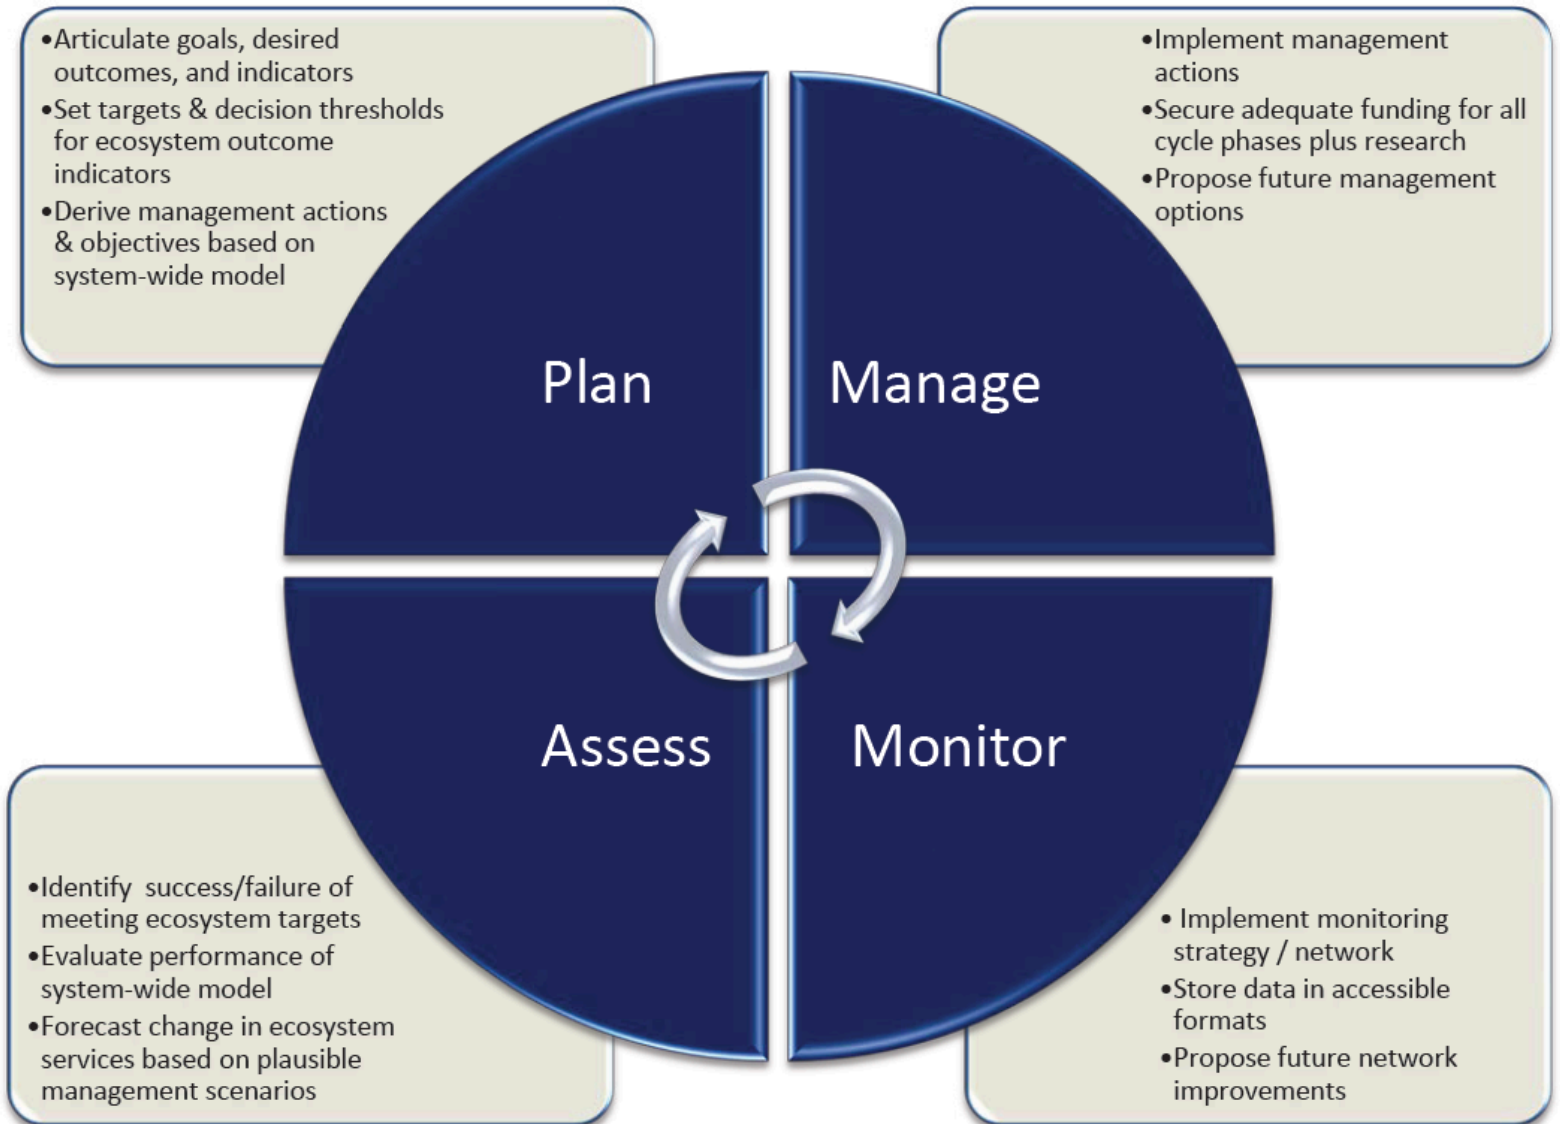 •Articulate goals, desired
outcomes, and indicators
•Set targets & decision thresholds
for ecosystem outcome
indicators
•Derive management actions
& objectives based on
system-wide model
•Implement management
actions
•Secure adequate funding for all
cycle phases plus research
•Propose future management
options
Plan
Manage
Assess
Monitor
•Identify success/failure of
meeting ecosystem targets
•Evaluate performance of
system-wide model
•Forecast change in ecosystem
services based on plausible
management scenarios
• Implement monitoring
strategy / network
•Store data in accessible
formats
•Propose future network
improvements